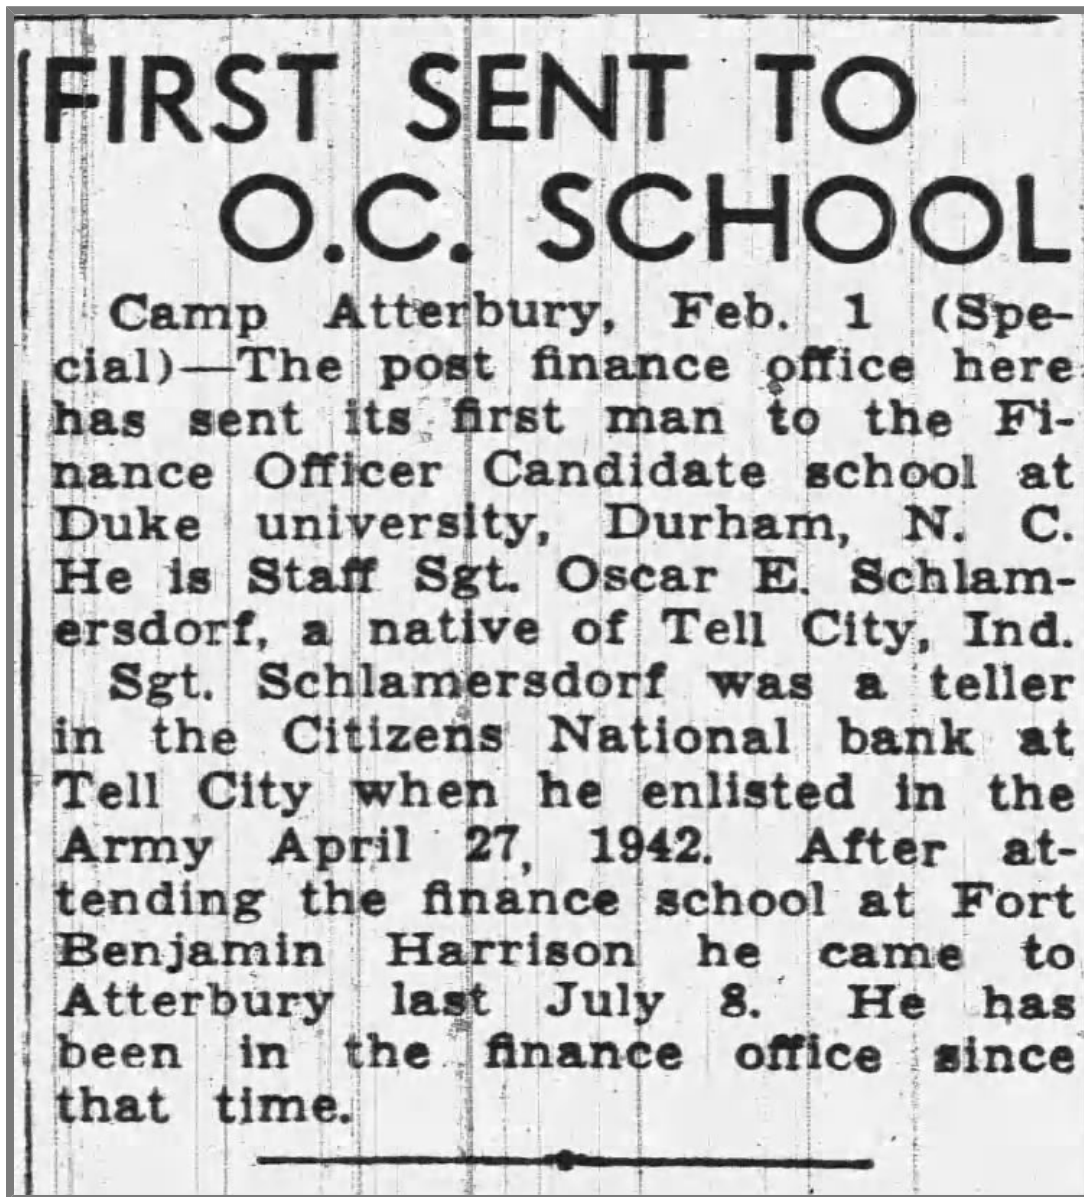 FIRST SENT TO
O.C. SCHOOL
Camp Atterbury, Feb. 1 (Spe-
cial)—The post finance office here
has sent its first man to the Fi-
nance Officer Candidate school at
Duke university, Durham, N. C.
He is Staff Sgt. Oscar E. Schlam-
ersdorf, a native of Tell City, Ind.
Sgt. Schlamersdorf was a teller
in the Citizens National bank at
Tell City when he enlisted in the
Army April 27, 1942. After at-
tending the finance school at Fort
Benjamin Harrison he came to
Atterbury last July 8. He has
been in the finance office since
that time.